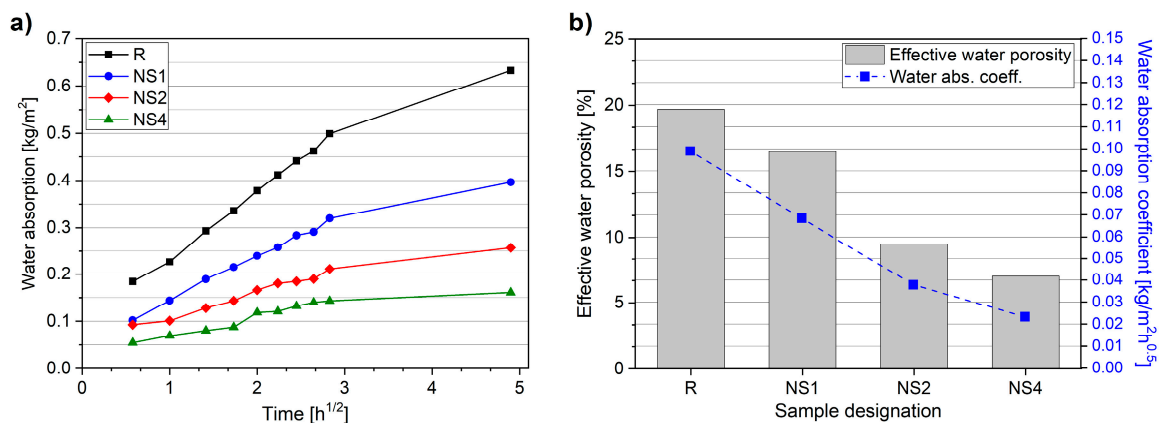 a)
0.7
0.6
0.5
0.4
0.3
0.2
0.1
0.0
Water absorption [kg/m²]
R
NS1
NS2
NS4
0
1
2
3
4
5
Time [h^{1/2}]
b)
25
20
15
10
5
0
Effective water porosity [%]
Effective water porosity
Water abs. coeff.
R
NS1
NS2
NS4
Sample designation
0.15
0.14
0.13
0.12
0.11
0.10
0.09
0.08
0.07
0.06
0.05
0.04
0.03
0.02
0.01
0.00
Water absorption coefficient [kg/m²h^{0.5}]